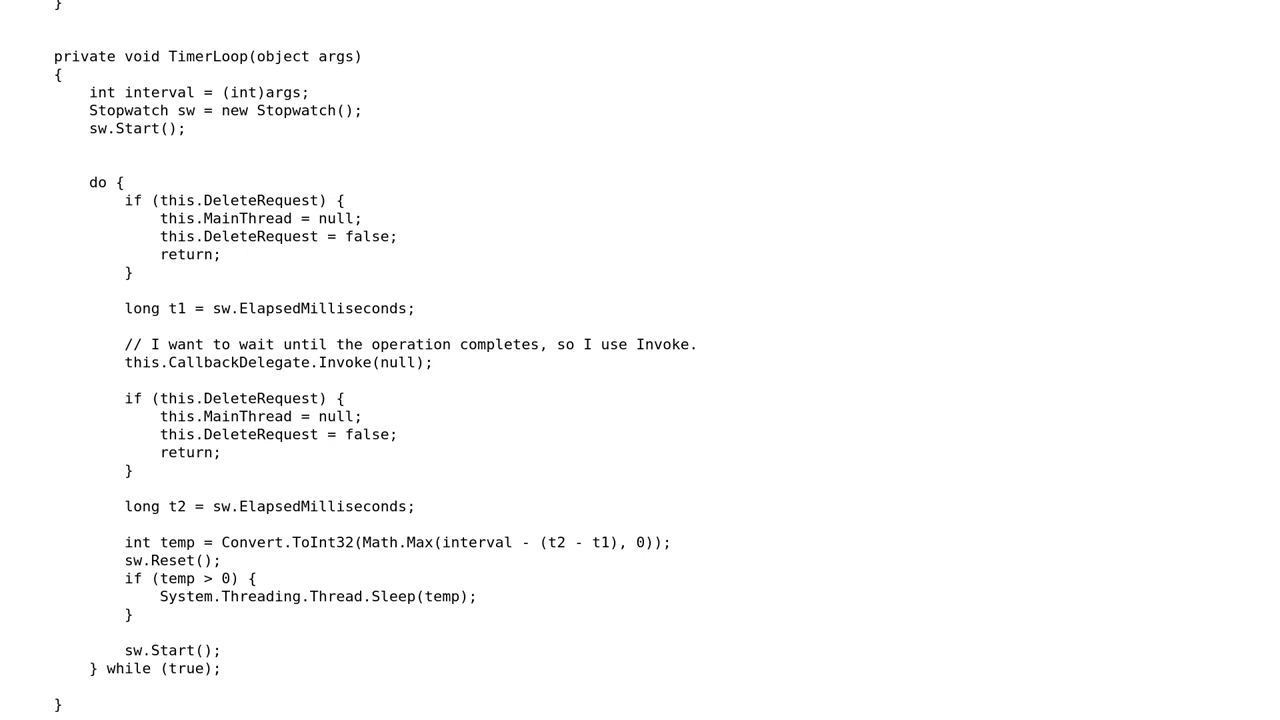 }
private void TimerLoop(object args)
{
int interval = (int)args;
Stopwatch sw = new Stopwatch();
sw.Start();
do {
if (this.DeleteRequest) {
this.MainThread = null;
this.DeleteRequest = false;
return;
}
long t1 = sw.ElapsedMilliseconds;
// I want to wait until the operation completes, so I use Invoke.
this.CallbackDelegate.Invoke(null);
if (this.DeleteRequest) {
this.MainThread = null;
this.DeleteRequest = false;
return;
}
long t2 = sw.ElapsedMilliseconds;
int temp = Convert.ToInt32(Math.Max(interval - (t2 - t1), 0));
sw.Reset();
if (temp > 0) {
System.Threading.Thread.Sleep(temp);
}
sw.Start();
} while (true);
}